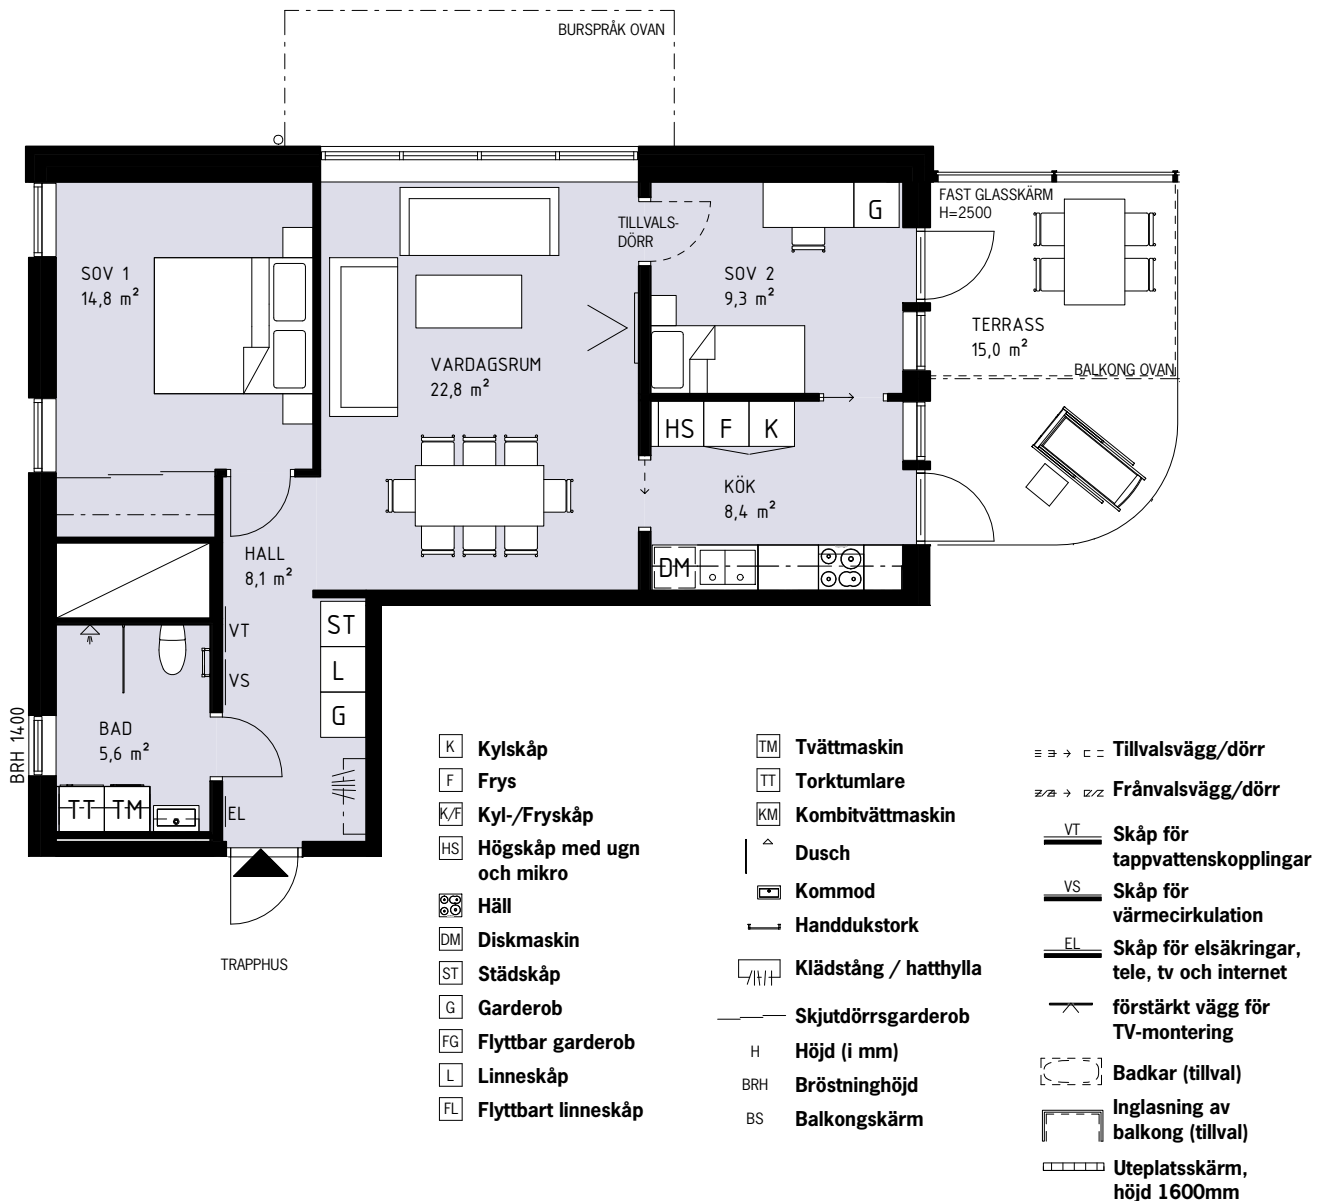 BURSPRÅK OVAN
FAST GLASSKÄRM
H=2500
TILLVALS-
DÖRR
G
SOV 1
14,8 m²
SOV 2
9,3 m²
TERRASS
15,0 m²
VARDAGSRUM
22,8 m²
BALKONG OVAN
HS
F
K
KÖK
8,4 m²
HALL
8,1 m²
DM
VT
ST
VS
L
G
BAD
5,6 m²
BRH 1400
TT
TM
EL
TRAPPHUS
K Kylskåp
F Frys
K/F Kyl-/Fryskåp
HS Högskåp med ugn
och mikro
Häll
DM Diskmaskin
ST Städskåp
G Garderob
FG Flyttbar garderob
L Linneskåp
FL Flyttbart linneskåp
TM Tvättmaskin
TT Torktumlare
KM Kombitvättmaskin
Dusch
Kommod
Handdukstork
Klädstång / hatthylla
Skjutdörrsgarderob
H Höjd (i mm)
BRH Bröstninghöjd
BS Balkongskärm
Tillvalsvägg/dörr
Frånvalsvägg/dörr
VT Skåp för
tappvattenskopplingar
VS Skåp för
värmecirkulation
EL Skåp för elsäkringar,
tele, tv och internet
förstärkt vägg för
TV-montering
Badkar (tillval)
Inglasning av
balkong (tillval)
Uteplatsskärm,
höjd 1600mm